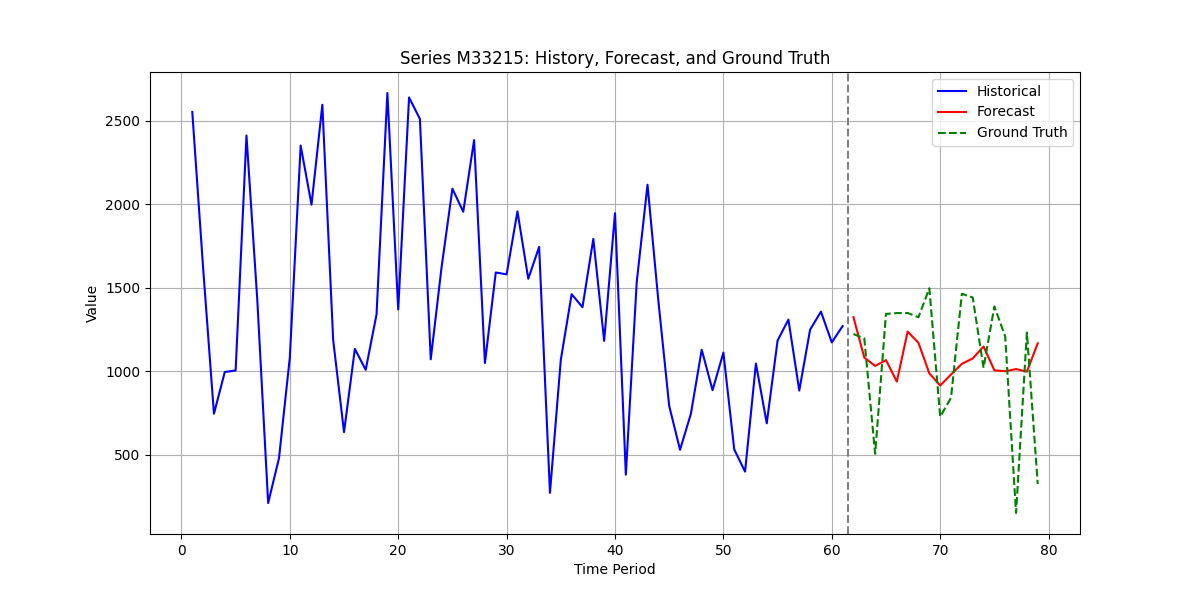 Series M33215: History, Forecast, and Ground Truth
Historical
Forecast
Ground Truth
2500
2000
1500
1000
500
Value
0 10 20 30 40 50 60 70 80
Time Period